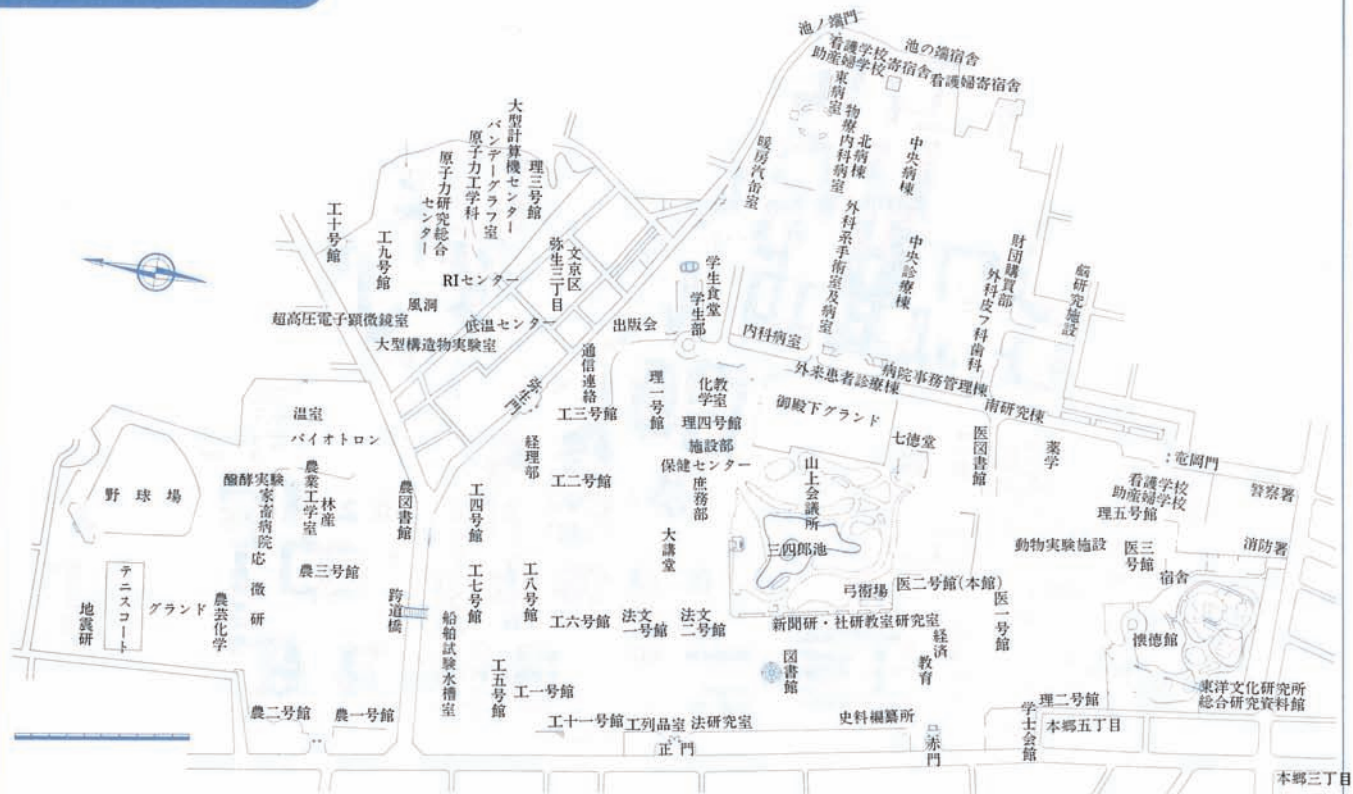 池ノ端門
池の端宿舎
看護学校寄宿舎
助産婦学校
看護婦寄宿舎
東病室
物療内科病室
北病棟
中央病棟
暖房汽缶室
外科系手術室及病室
中央診療棟
財団購買部
外科皮フ科歯科
脳研究施設
大型計算機センター
バンデーグラフ室
原子力工学科
原子力研究総合センター
理三号館
工十号館
工九号館
RIセンター
風洞
超高圧電子顕微鏡室
低温センター
大型構造物実験室
文京区
弥生二丁目
学生食堂
学生部
出版会
内科病室
外来患者診療棟
病院事務管理棟
南研究棟
通信連絡
弥生門
工三号館
理一号館
化学教室
理四号館
施設部
保健センター
庶務部
御殿下グランド
七徳堂
医図書館
薬学
竜岡門
看護学校
助産婦学校
理五号館
警察署
消防署
温室
バイオトロン
醗酵実験
家畜病院
農業工学室
林産
農図書館
野球場
テニスコート
地震研
グランド
農芸化学
応微研
農三号館
経理部
工二号館
工四号館
工七号館
工八号館
大講堂
山上会議所
三四郎池
弓術場
医二号館(本館)
動物実験施設
医三号館
宿舎
懐徳館
跨道橋
船舶試験水槽室
工五号館
工六号館
法文一号館
法文二号館
新聞研・社研教室研究室
経済
教育
医一号館
図書館
工一号館
農二号館
農一号館
工十一号館
工列品室
法研究室
正門
史料編纂所
赤門
学士会館
理二号館
本郷五丁目
東洋文化研究所
総合研究資料館
本郷三丁目